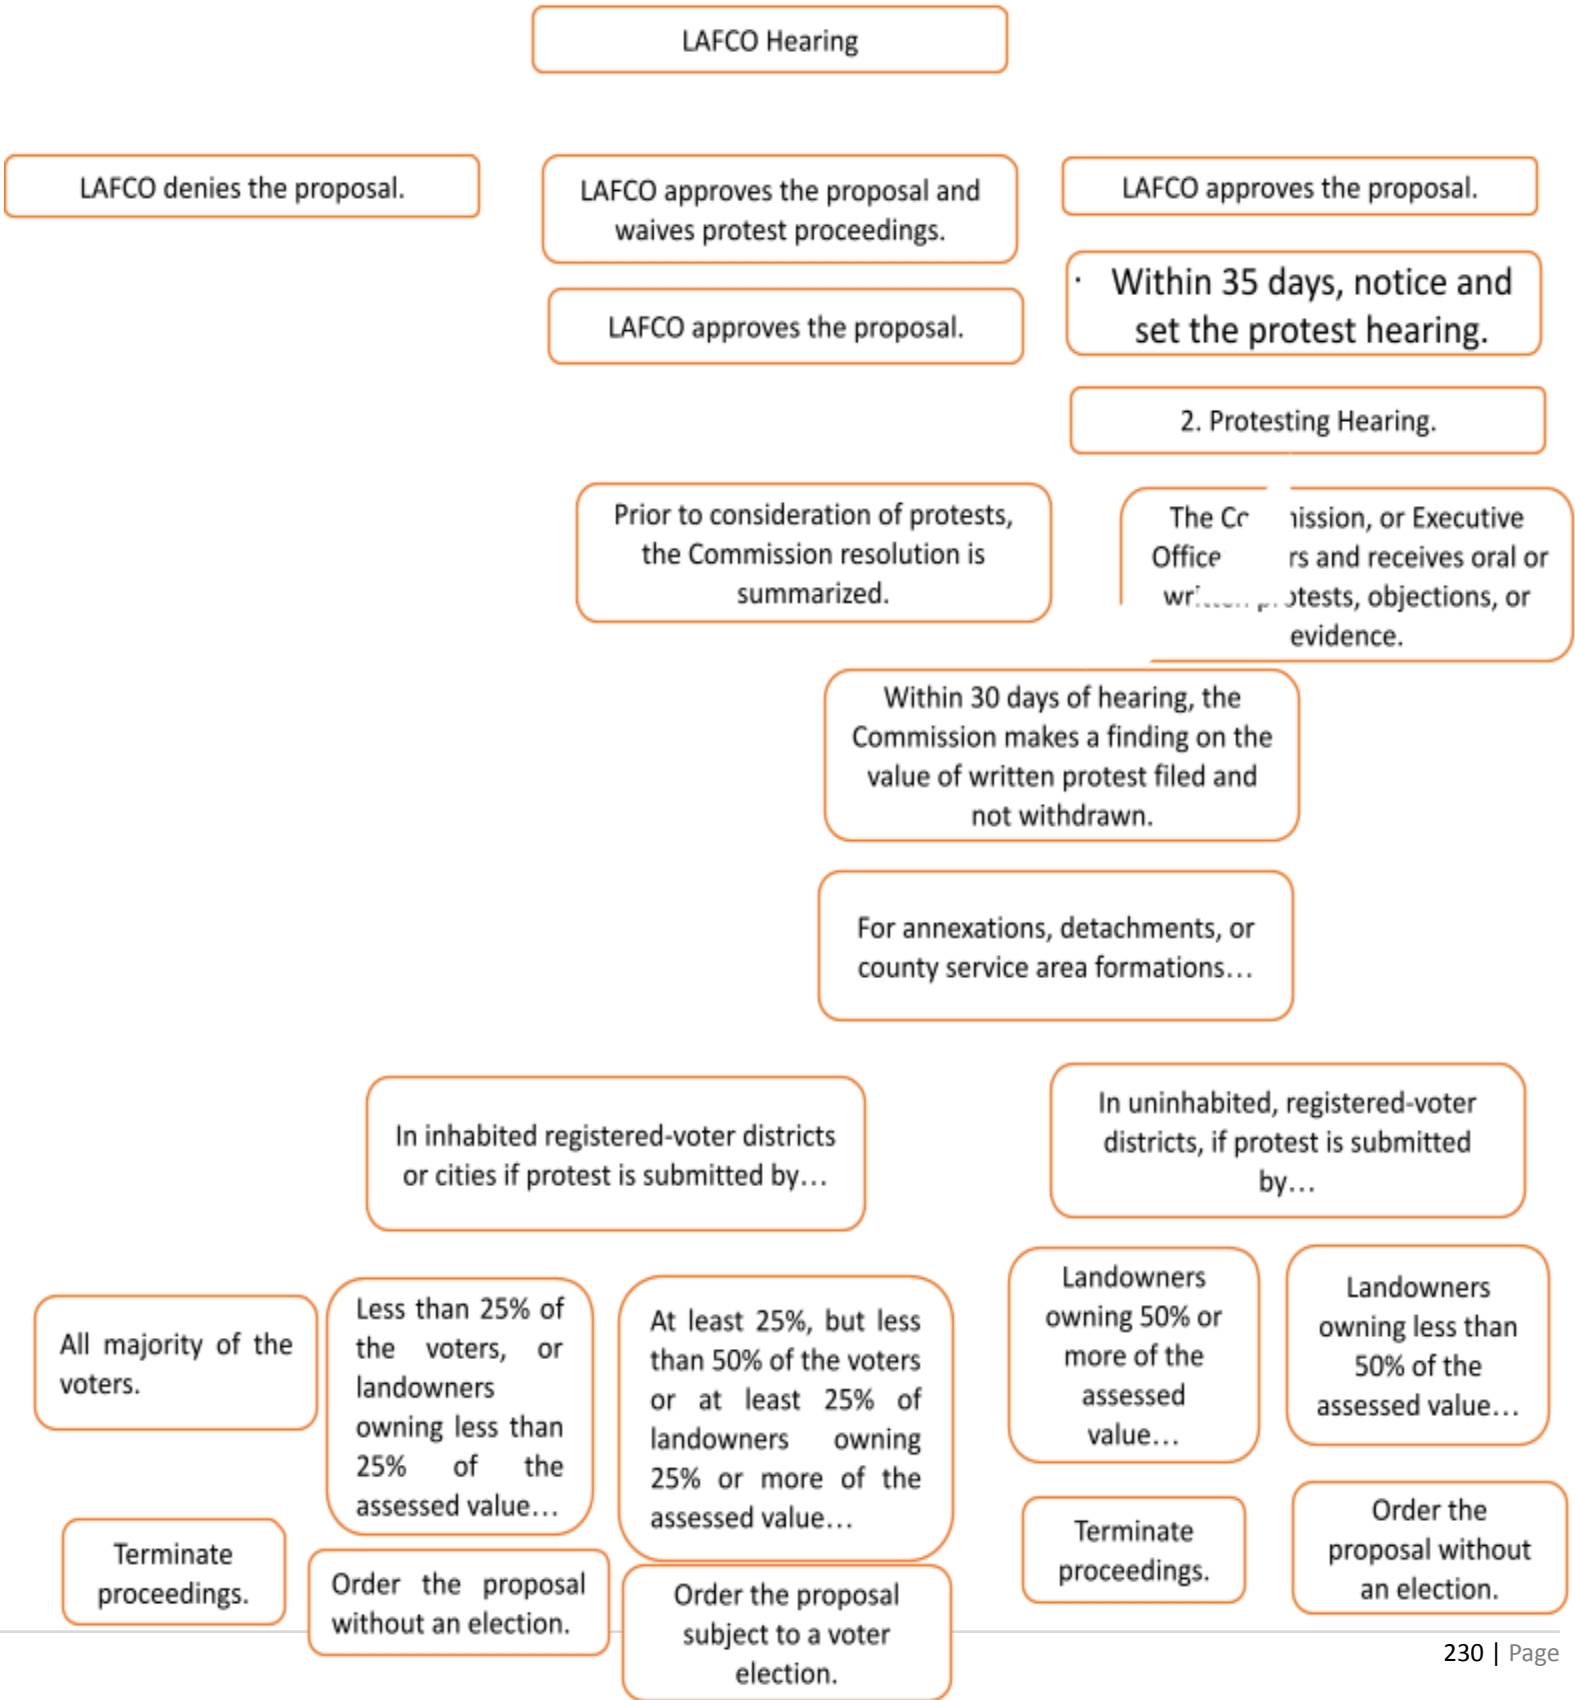 LAFCO Hearing
LAFCO denies the proposal.
LAFCO approves the proposal and
waives protest proceedings.
LAFCO approves the proposal.
LAFCO approves the proposal.
· Within 35 days, notice and
set the protest hearing.
2. Protesting Hearing.
Prior to consideration of protests,
the Commission resolution is
summarized.
The , or Executive
and receives oral or
objections, or
evidence.
Within 30 days of hearing, the
Commission makes a finding on the
value of written protest filed and
not withdrawn.
For annexations, detachments, or
county service area formations…
In inhabited registered-voter districts
or cities if protest is submitted by…
In uninhabited, registered-voter
districts, if protest is submitted
by…
All majority of the
voters.
Less than 25% of
the voters, or
landowners
owning less than
25% of the
assessed value…
At least 25%, but less
than 50% of the voters
or at least 25% of
landowners owning
25% or more of the
assessed value…
Landowners
owning 50% or
more of the
assessed
value…
Landowners
owning less than
50% of the
assessed value…
Terminate
proceedings.
Order the proposal
without an election.
Order the proposal
subject to a voter
election.
Terminate
proceedings.
Order the
proposal without
an election.
230 | Page